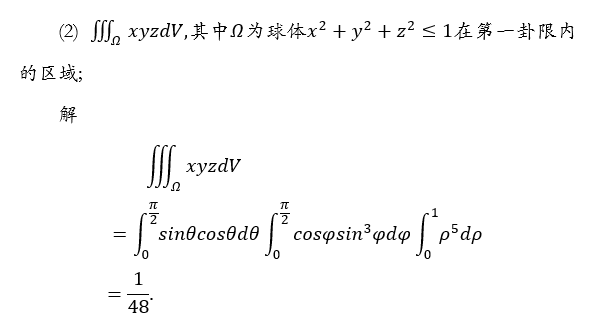 (2) ∭_Ω xyzdV,其中Ω为球体x² + y² + z² ≤ 1在第一卦限内
的区域;
解
∭_Ω xyzdV
= ∫_0^{π/2} sinθcosθdθ ∫_0^{π/2} cosφsin³φdφ ∫_0^1 ρ⁵dρ
= 1/48.